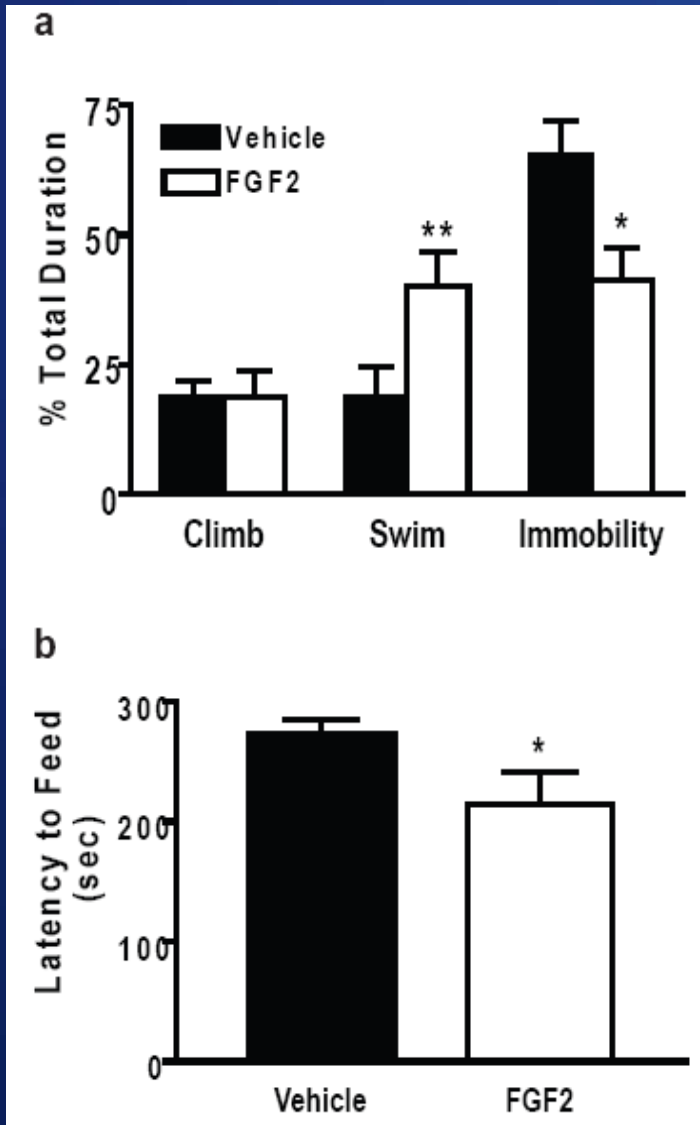 a
% Total Duration
75
50
25
0
Vehicle
FGF2
**
*
Climb Swim Immobility
b
Latency to Feed
(sec)
300
200
100
0
*
Vehicle FGF2